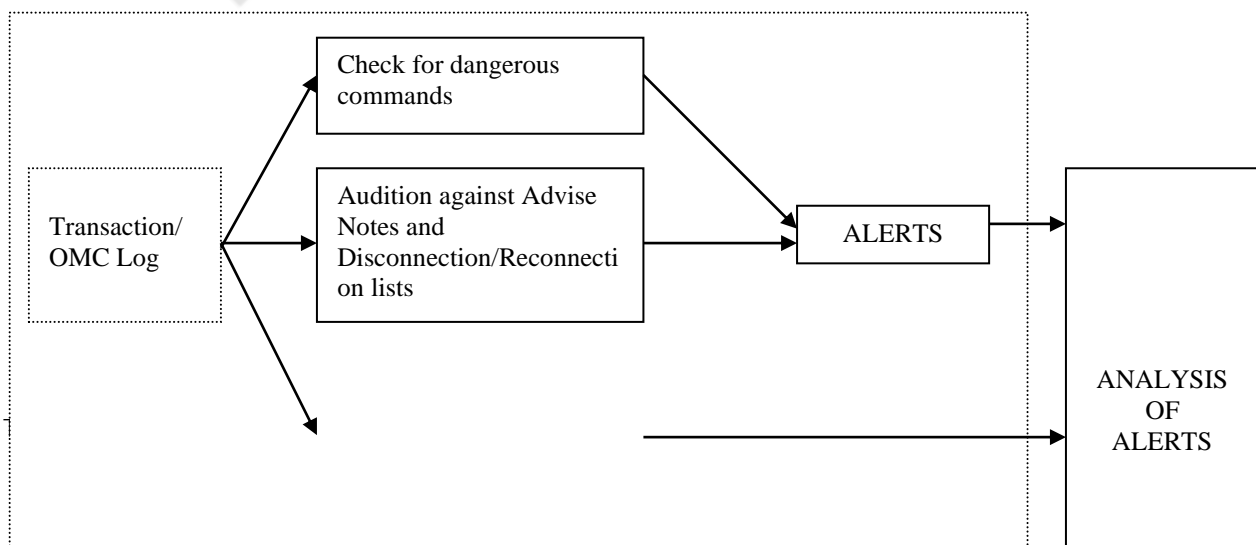 Check for dangerous
commands
Transaction/
OMC Log
Audition against Advise
Notes and
Disconnection/Reconnecti
on lists
ALERTS
ANALYSIS
OF
ALERTS